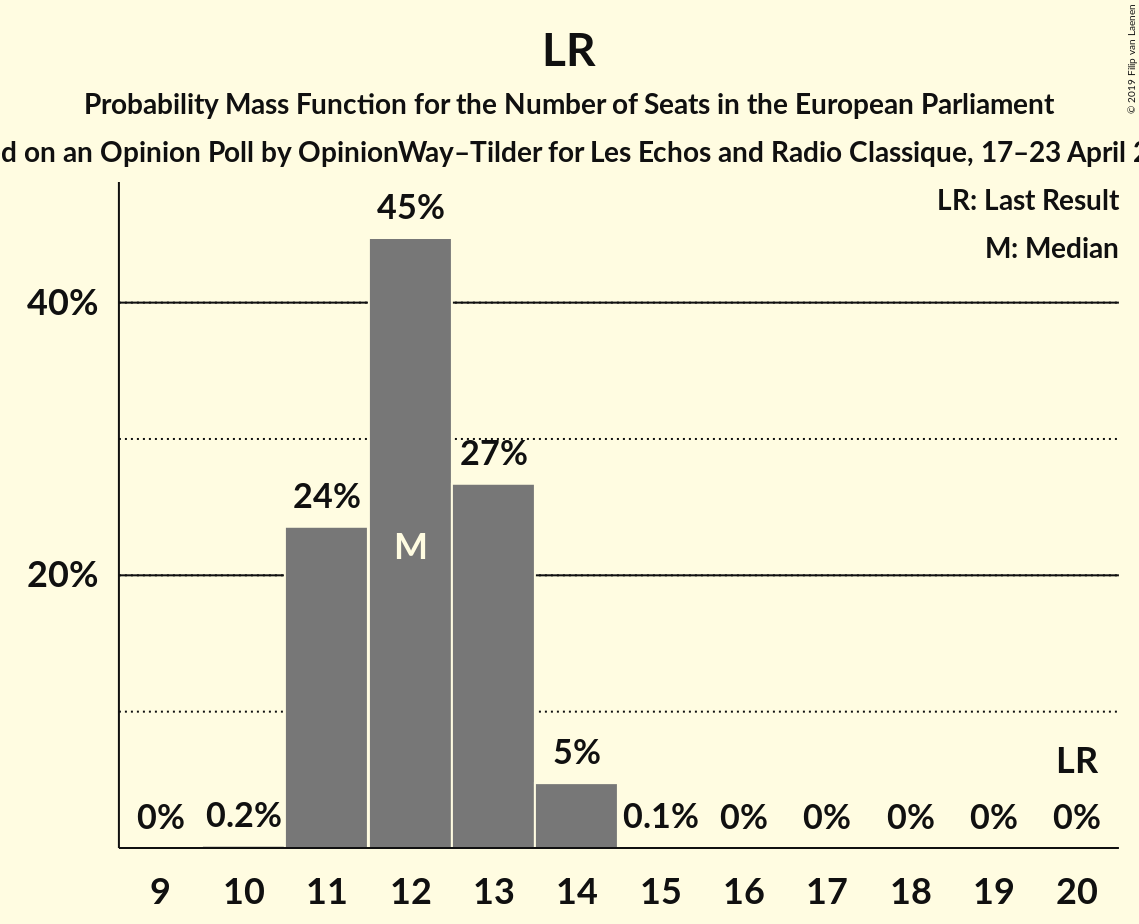 LR
Probability Mass Function for the Number of Seats in the European Parliament
d on an Opinion Poll by OpinionWay–Tilder for Les Echos and Radio Classique, 17–23 April
© 2019 Filip van Laenen
LR: Last Result
M: Median
45%
40%
27%
24%
M
20%
5%
LR
0% 0.2% 0.1% 0% 0% 0% 0% 0%
9 10 11 12 13 14 15 16 17 18 19 20